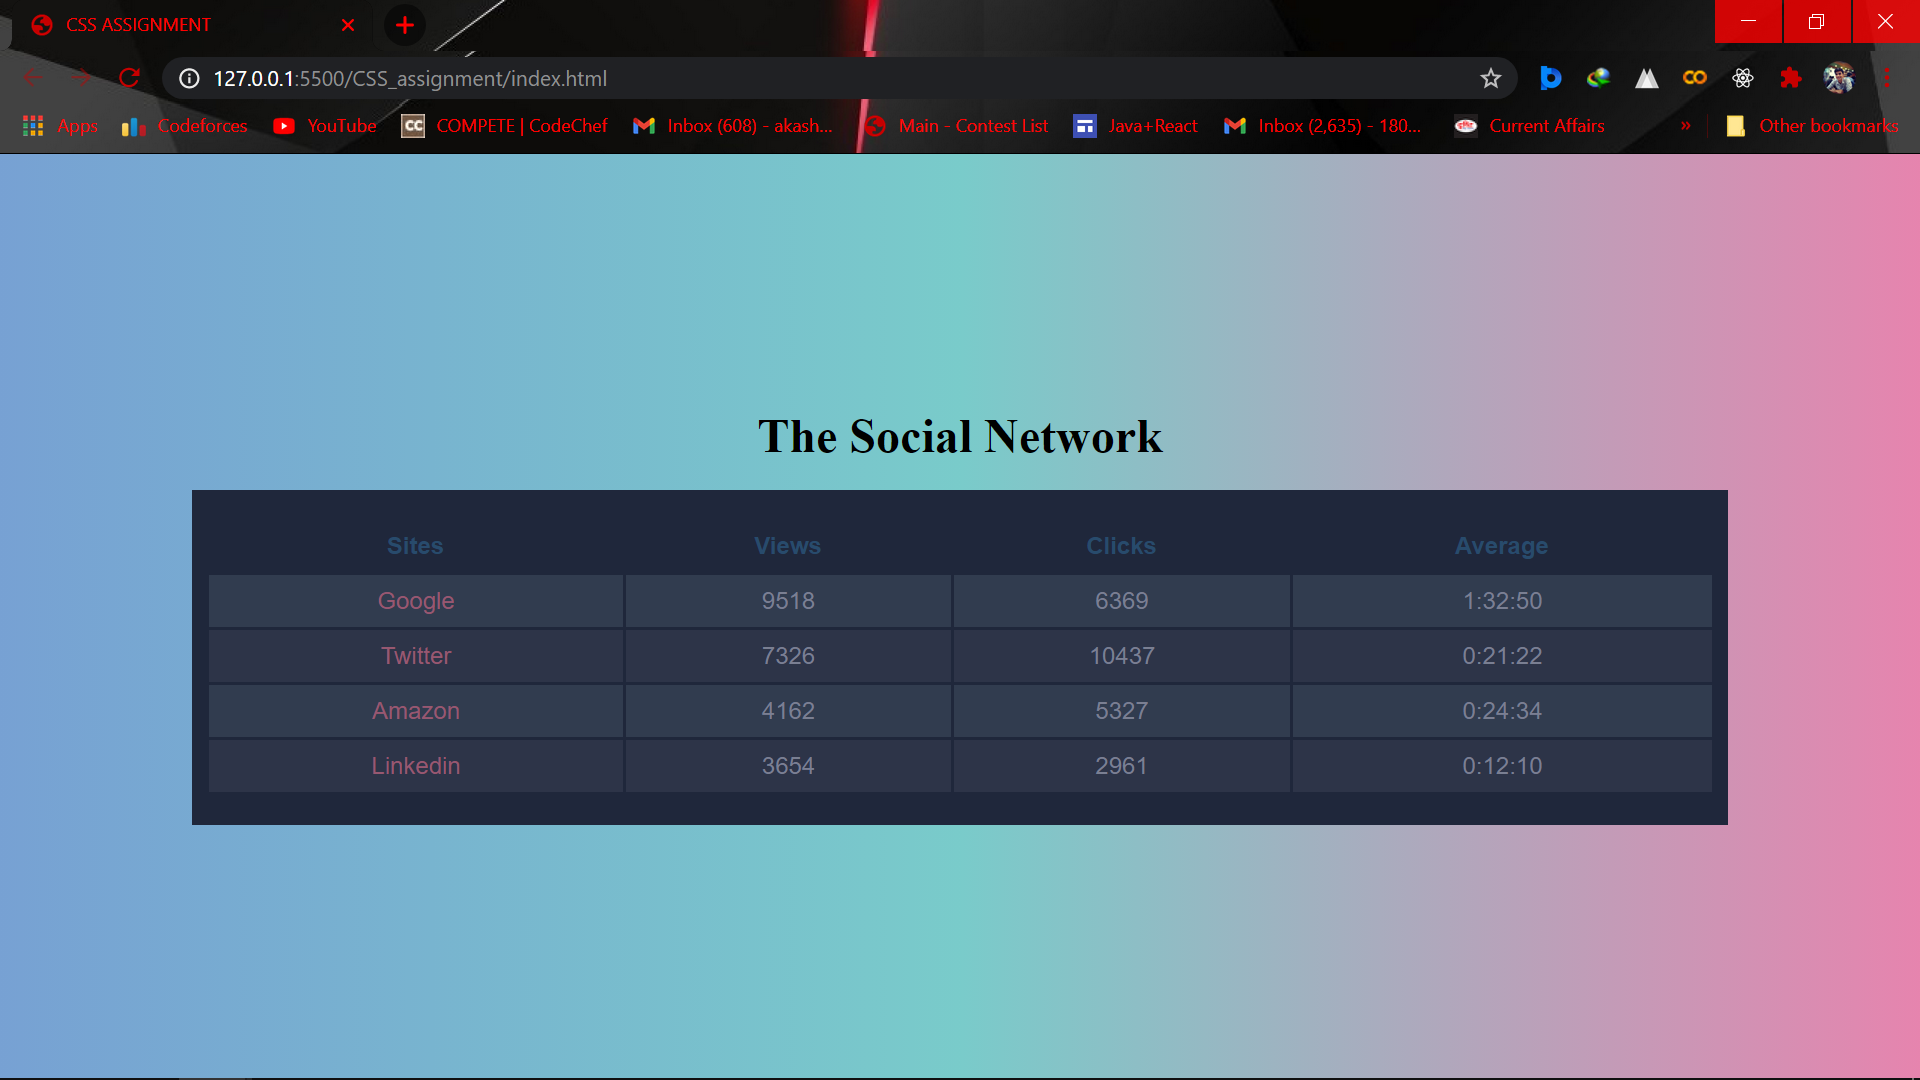 CSS ASSIGNMENT
127.0.0.1:5500/CSS_assignment/index.html
Apps Codeforces YouTube CC COMPETE | CodeChef Inbox (608) - akash... Main - Contest List Java+React Inbox (2,635) - 180... Current Affairs » Other bookmarks
The Social Network
Sites Views Clicks Average
Google 9518 6369 1:32:50
Twitter 7326 10437 0:21:22
Amazon 4162 5327 0:24:34
Linkedin 3654 2961 0:12:10